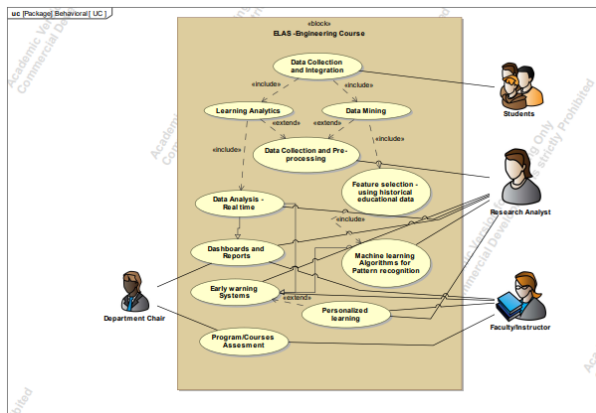 uc [Package] Behavioral [ UC ]
«block»
ELAS -Engineering Course
Data Collection
and Integration
«include»
«include»
Students
Learning Analytics
Data Mining
«extend»
«extend»
«include»
«include»
Data Collection and Pre-
processing
Feature selection -
using historical
educational data
Research Analyst
Data Analysis -
Real time
«include»
Dashboards and
Reports
Machine learning
Algorithms for
Pattern recognition
Early warning
Systems
«extend»
Personalized
learning
Department Chair
Faculty/Instructor
Program/Courses
Assesment